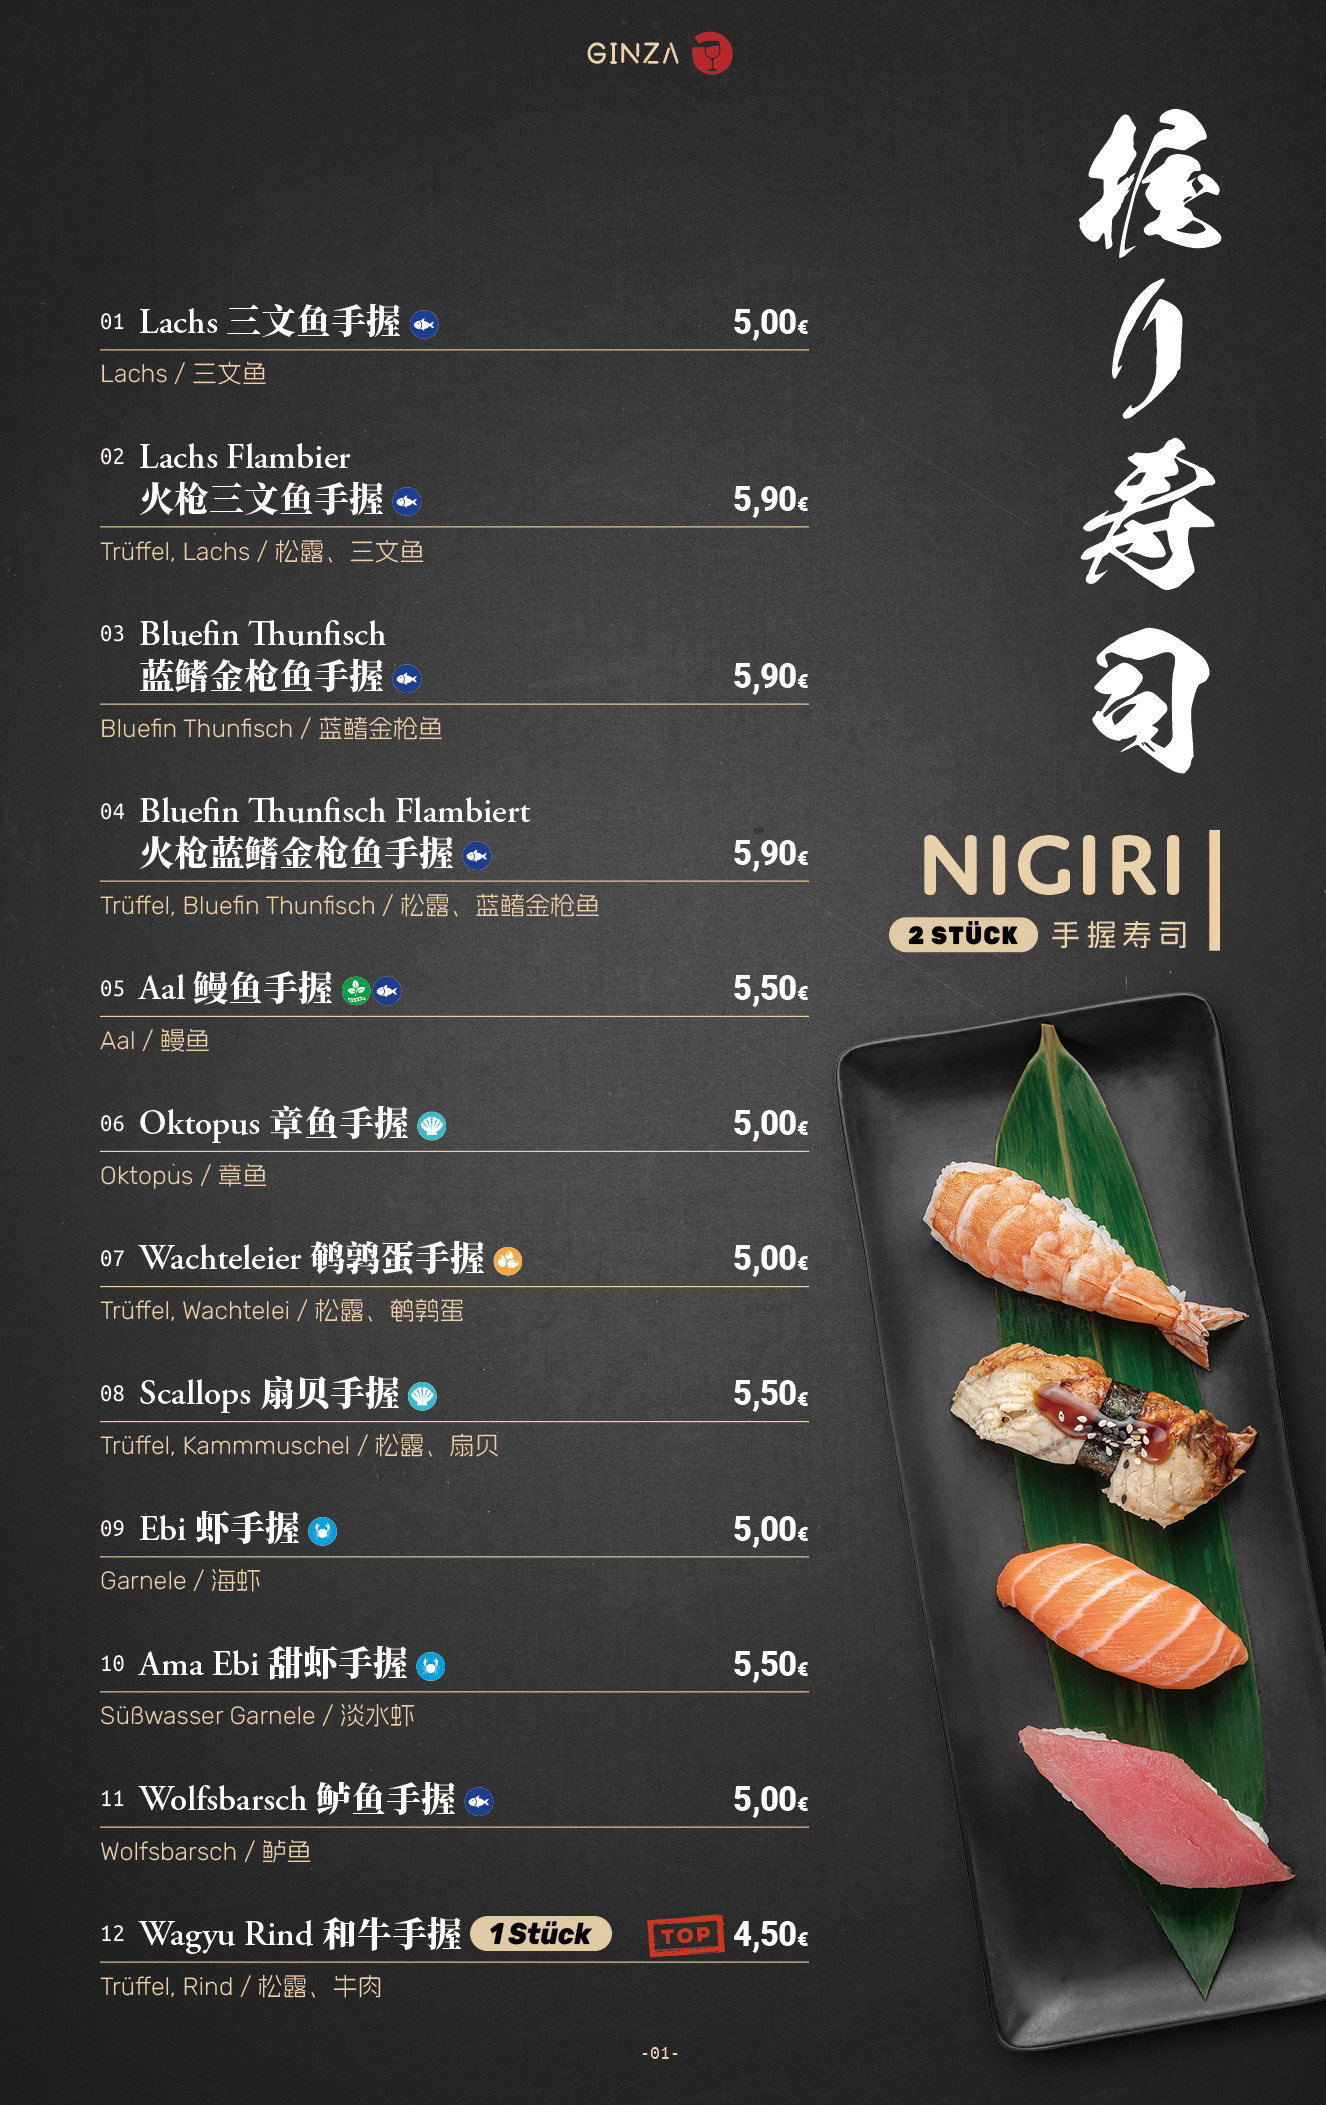 GINZA
握り寿司
NIGIRI
2 STÜCK 手握寿司
01 Lachs 三文鱼手握 5,00€
Lachs / 三文鱼
02 Lachs Flambier
火枪三文鱼手握 5,90€
Trüffel, Lachs / 松露、三文鱼
03 Bluefin Thunfisch
蓝鳍金枪鱼手握 5,90€
Bluefin Thunfisch / 蓝鳍金枪鱼
04 Bluefin Thunfisch Flambiert
火枪蓝鳍金枪鱼手握 5,90€
Trüffel, Bluefin Thunfisch / 松露、蓝鳍金枪鱼
05 Aal 鳗鱼手握 5,50€
Aal / 鳗鱼
06 Oktopus 章鱼手握 5,00€
Oktopus / 章鱼
07 Wachteleier 鹌鹑蛋手握 5,00€
Trüffel, Wachtelei / 松露、鹌鹑蛋
08 Scallops 扇贝手握 5,50€
Trüffel, Kammmuschel / 松露、扇贝
09 Ebi 虾手握 5,00€
Garnele / 海虾
10 Ama Ebi 甜虾手握 5,50€
Süßwasser Garnele / 淡水虾
11 Wolfsbarsch 鲈鱼手握 5,00€
Wolfsbarsch / 鲈鱼
12 Wagyu Rind 和牛手握 1 Stück TOP 4,50€
Trüffel, Rind / 松露、牛肉
-01-